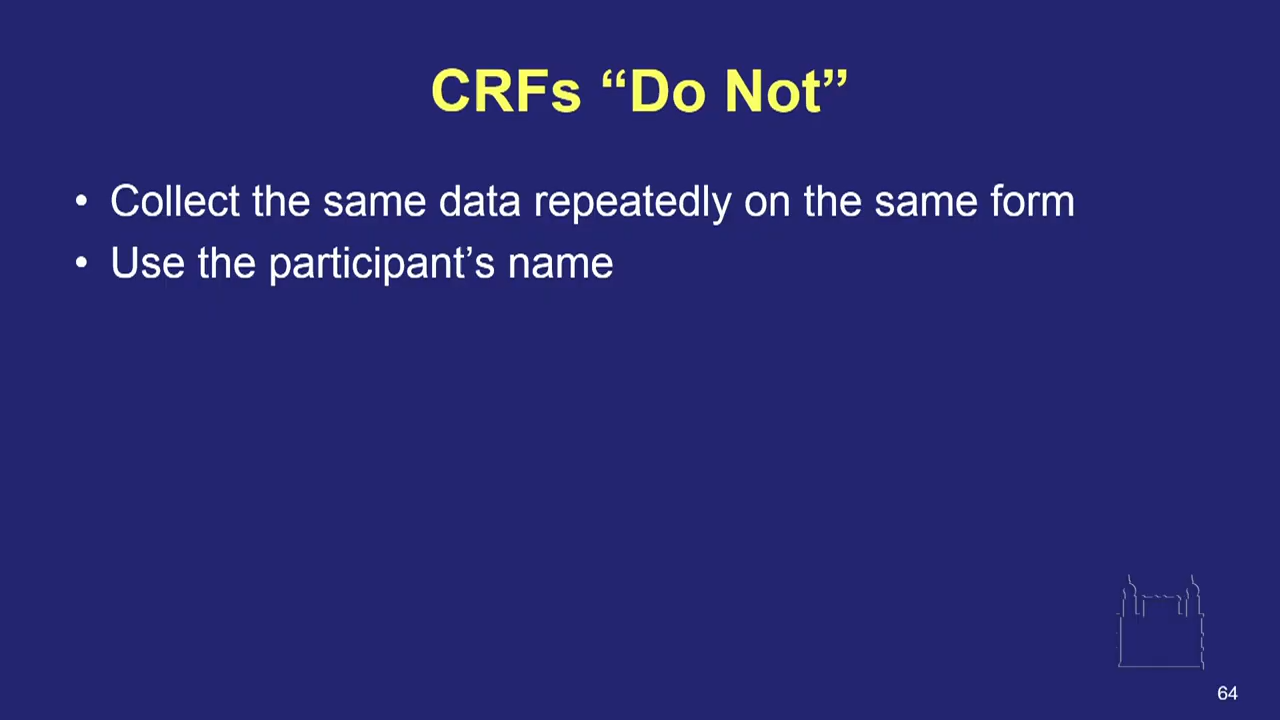 CRFs “Do Not”
• Collect the same data repeatedly on the same form
• Use the participant’s name
64